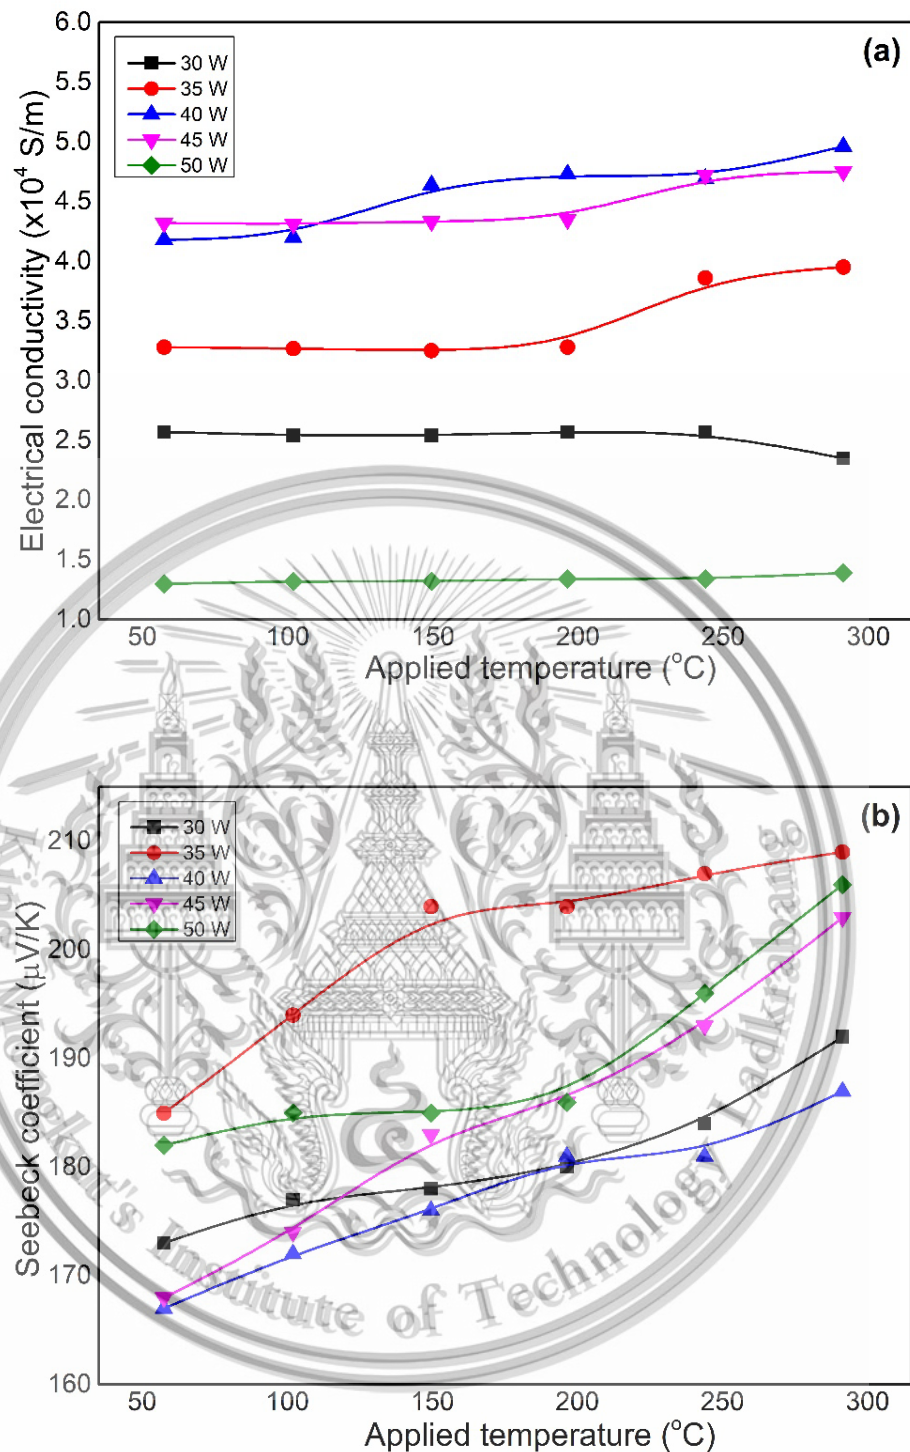 (a)
30 W
35 W
40 W
45 W
50 W
Electrical conductivity (x10⁴ S/m)
6.0
5.5
5.0
4.5
4.0
3.5
3.0
2.5
2.0
1.5
1.0
50 100 150 200 250 300
Applied temperature (°C)
(b)
30 W
35 W
40 W
45 W
50 W
Seebeck coefficient (μV/K)
210
200
190
180
170
160
50 100 150 200 250 300
Applied temperature (°C)
King Mongkut's Institute of Technology Ladkrabang